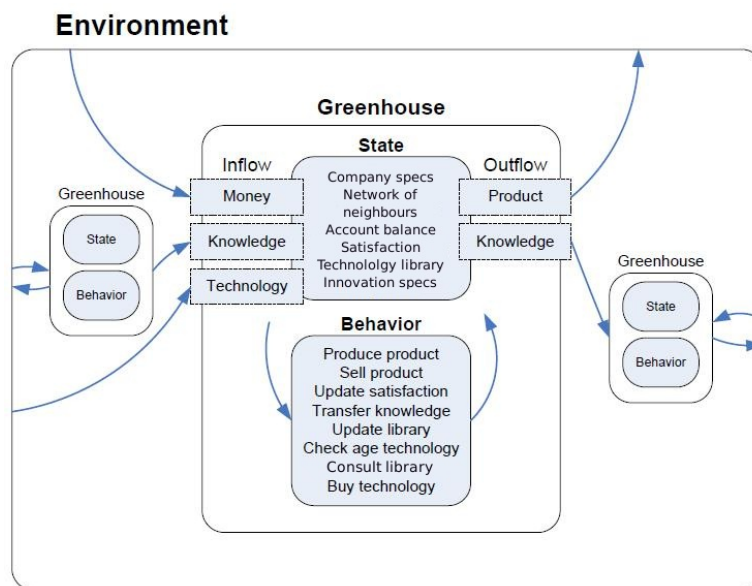 Environment
Greenhouse
State
Inflow
Outflow
Company specs
Network of
neighbours
Account balance
Satisfaction
Technololgy library
Innovation specs
Money
Knowledge
Technology
Product
Knowledge
Greenhouse
State
Behavior
Greenhouse
State
Behavior
Behavior
Produce product
Sell product
Update satisfaction
Transfer knowledge
Update library
Check age technology
Consult library
Buy technology